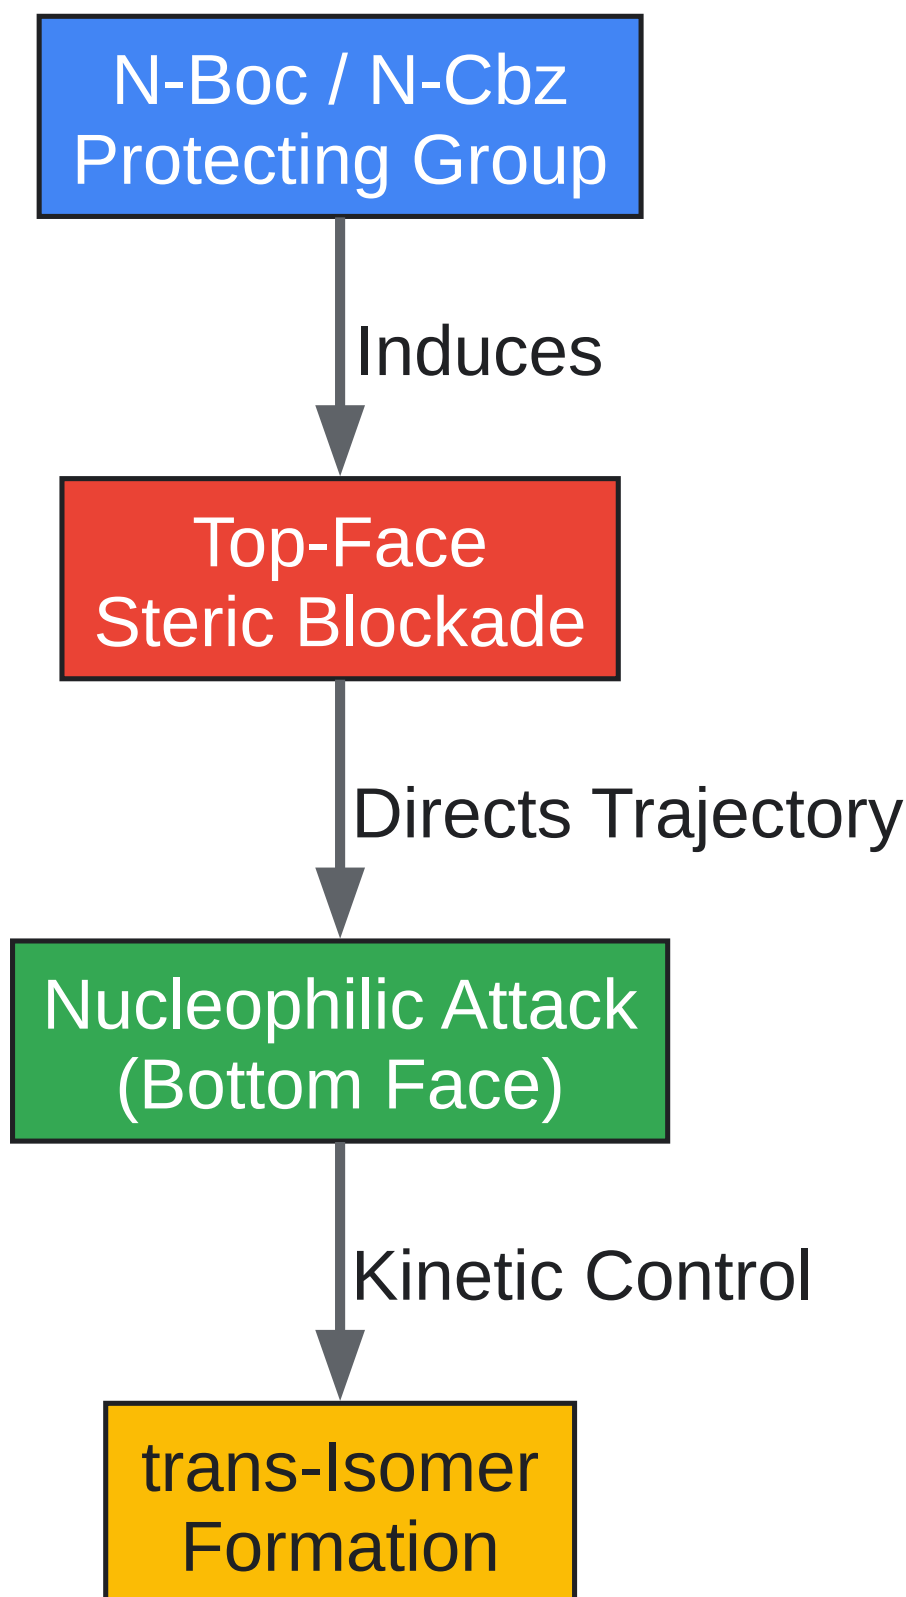 N-Boc / N-Cbz
Protecting Group
Induces
Top-Face
Steric Blockade
Directs Trajectory
Nucleophilic Attack
(Bottom Face)
Kinetic Control
trans-Isomer
Formation